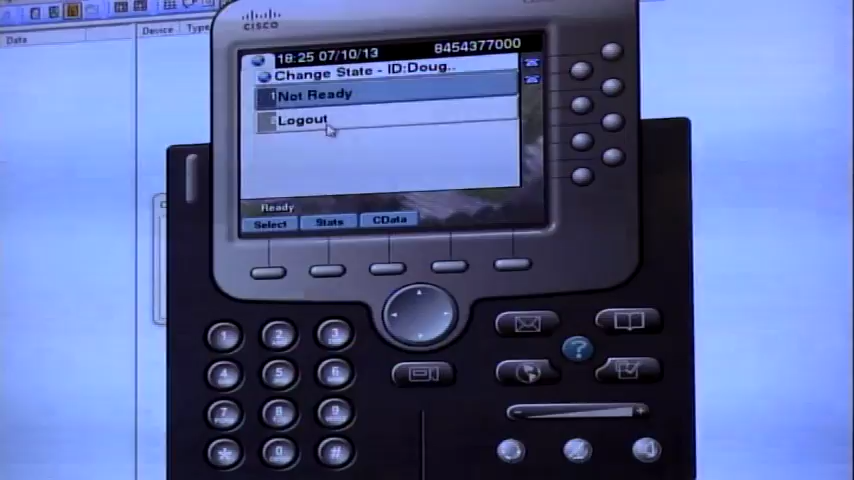 Data
Device
Type
CISCO
18:25 07/10/13
8454377000
Change State - ID:Doug..
1 Not Ready
Logout
Ready
Select
Stats
CData
1
2
3
4
5
6
7
8
9
*
0
#
?
- +